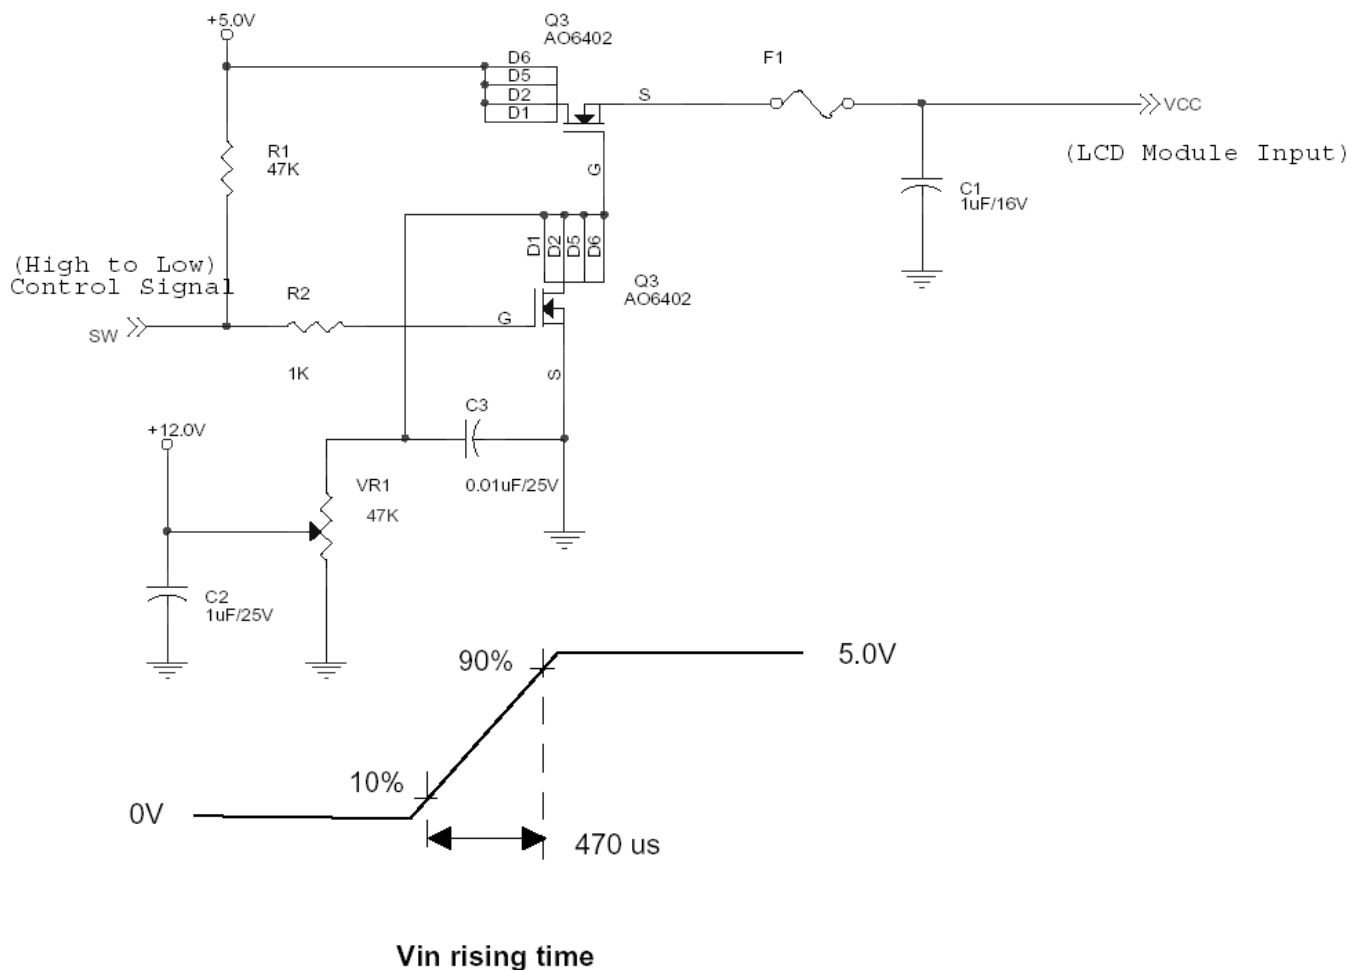 +5.0V
Q3
AO6402
F1
D6
D5
D2
D1
S
VCC
(LCD Module Input)
R1
47K
G
C1
1uF/16V
D1
D2
D5
D6
(High to Low)
Control Signal
Q3
AO6402
R2
G
SW
1K
S
C3
+12.0V
VR1
47K
0.01uF/25V
C2
1uF/25V
90%
5.0V
10%
0V
470 us
Vin rising time